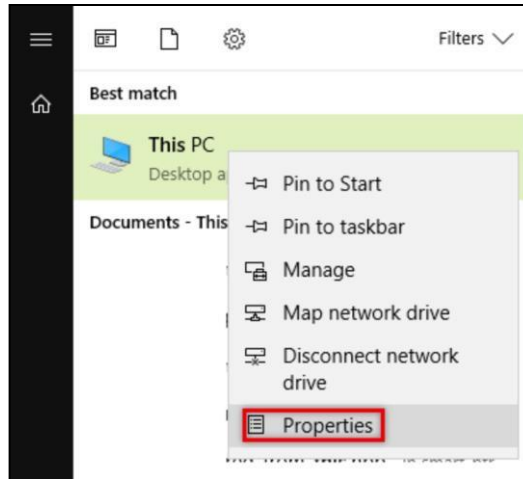 Filters
Best match
This PC
Desktop a
Documents - This
Pin to Start
Pin to taskbar
Manage
Map network drive
Disconnect network
drive
Properties